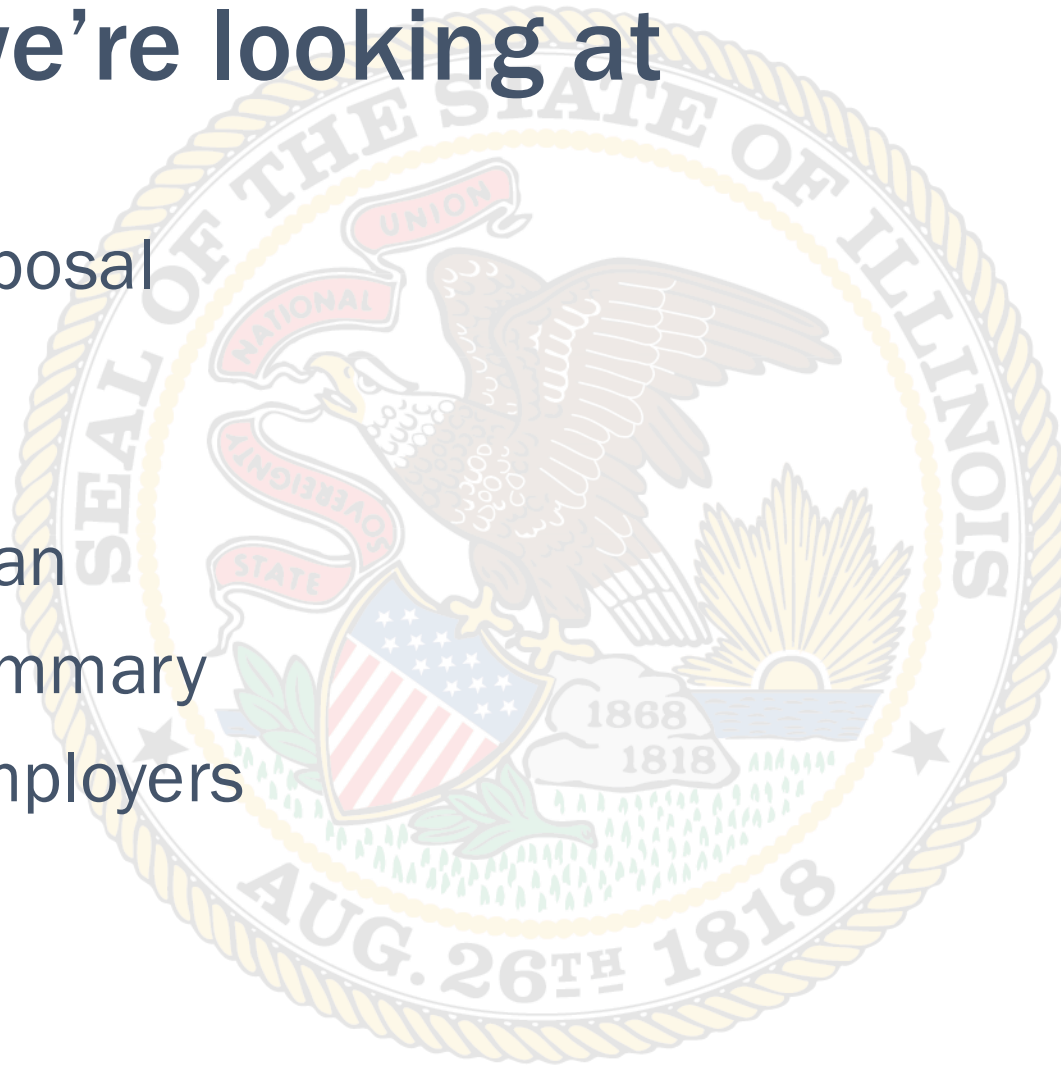 ve’re looking at
posal
an
mmary
mployers
SEAL OF THE STATE OF ILLINOIS
UNION
NATIONAL
SOVEREIGNTY
STATE
1868
1818
AUG. 26TH 1818